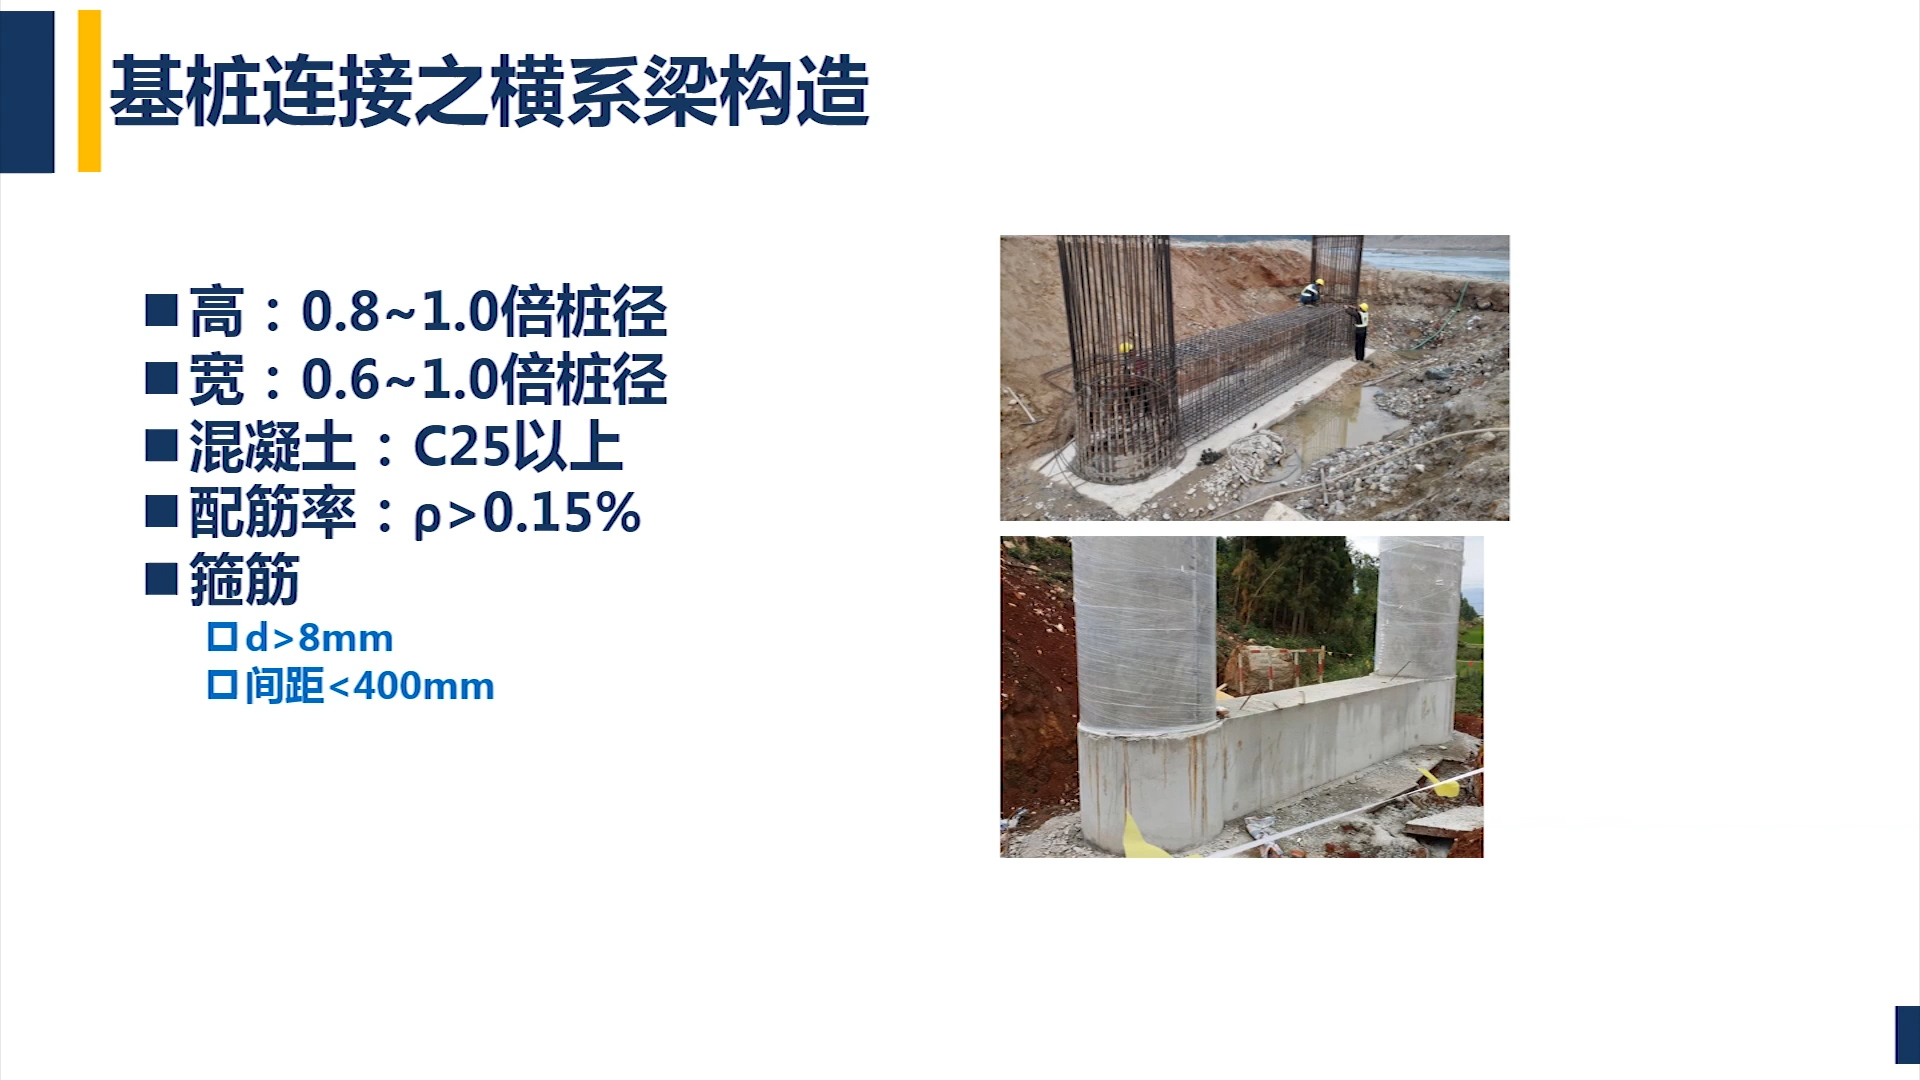 基桩连接之横系梁构造
高：0.8~1.0倍桩径
宽：0.6~1.0倍桩径
混凝土：C25以上
配筋率：ρ>0.15%
箍筋
d>8mm
间距<400mm